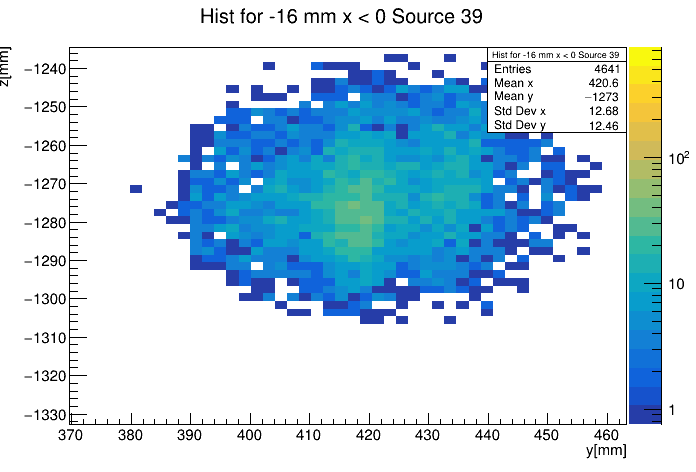 Hist for -16 mm x < 0 Source 39
z[mm]
Hist for -16 mm x < 0 Source 39
Entries 4641
Mean x 420.6
Mean y −1273
Std Dev x 12.68
Std Dev y 12.46
−1240
−1250
−1260
−1270
−1280
−1290
−1300
−1310
−1320
−1330
370 380 390 400 410 420 430 440 450 460
y[mm]
10²
10
1